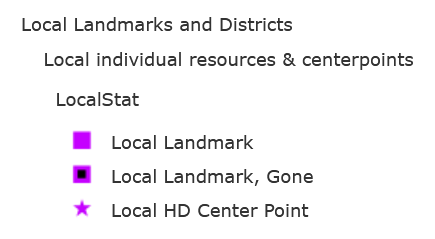 Local Landmarks and Districts
Local individual resources & centerpoints
LocalStat
Local Landmark
Local Landmark, Gone
Local HD Center Point